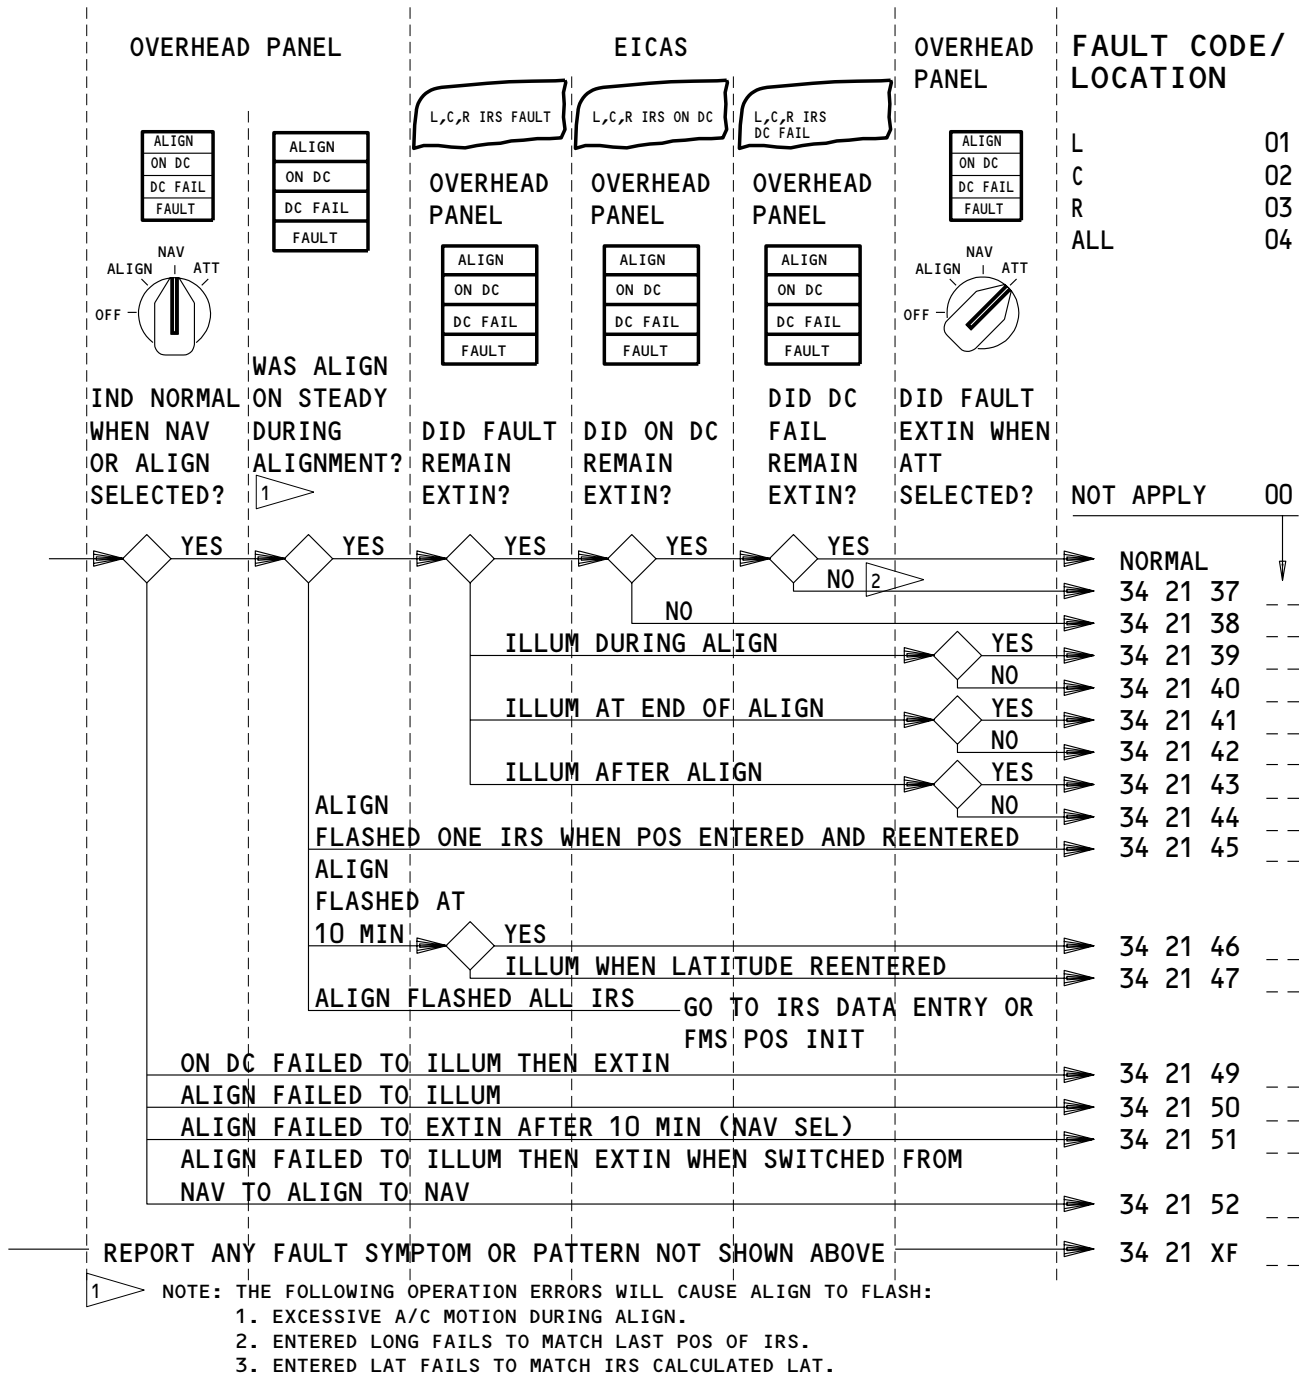 OVERHEAD PANEL
EICAS
OVERHEAD
PANEL
FAULT CODE/
LOCATION
L,C,R IRS FAULT
L,C,R IRS ON DC
L,C,R IRS
DC FAIL
ALIGN
ON DC
DC FAIL
FAULT
ALIGN
ON DC
DC FAIL
FAULT
ALIGN
ON DC
DC FAIL
FAULT
L 01
C 02
R 03
ALL 04
OVERHEAD
PANEL
OVERHEAD
PANEL
OVERHEAD
PANEL
NAV
ALIGN
ATT
OFF
ALIGN
ON DC
DC FAIL
FAULT
ALIGN
ON DC
DC FAIL
FAULT
ALIGN
ON DC
DC FAIL
FAULT
NAV
ALIGN
ATT
OFF
IND NORMAL
WHEN NAV
OR ALIGN
SELECTED?
WAS ALIGN
ON STEADY
DURING
ALIGNMENT?
1
DID FAULT
REMAIN
EXTIN?
DID ON DC
REMAIN
EXTIN?
DID DC
FAIL
REMAIN
EXTIN?
DID FAULT
EXTIN WHEN
ATT
SELECTED?
NOT APPLY 00
YES
YES
YES
YES
YES
NORMAL
NO 2
34 21 37 _ _
NO
34 21 38 _ _
ILLUM DURING ALIGN
YES
34 21 39 _ _
NO
34 21 40 _ _
ILLUM AT END OF ALIGN
YES
34 21 41 _ _
NO
34 21 42 _ _
ILLUM AFTER ALIGN
YES
34 21 43 _ _
NO
34 21 44 _ _
ALIGN
FLASHED ONE IRS WHEN POS ENTERED AND REENTERED
34 21 45 _ _
ALIGN
FLASHED AT
10 MIN
YES
34 21 46 _ _
ILLUM WHEN LATITUDE REENTERED
34 21 47 _ _
ALIGN FLASHED ALL IRS
GO TO IRS DATA ENTRY OR
FMS POS INIT
ON DC FAILED TO ILLUM THEN EXTIN
34 21 49 _ _
ALIGN FAILED TO ILLUM
34 21 50 _ _
ALIGN FAILED TO EXTIN AFTER 10 MIN (NAV SEL)
34 21 51 _ _
ALIGN FAILED TO ILLUM THEN EXTIN WHEN SWITCHED FROM
NAV TO ALIGN TO NAV
34 21 52 _ _
REPORT ANY FAULT SYMPTOM OR PATTERN NOT SHOWN ABOVE
34 21 XF _ _
1 NOTE: THE FOLLOWING OPERATION ERRORS WILL CAUSE ALIGN TO FLASH:
1. EXCESSIVE A/C MOTION DURING ALIGN.
2. ENTERED LONG FAILS TO MATCH LAST POS OF IRS.
3. ENTERED LAT FAILS TO MATCH IRS CALCULATED LAT.